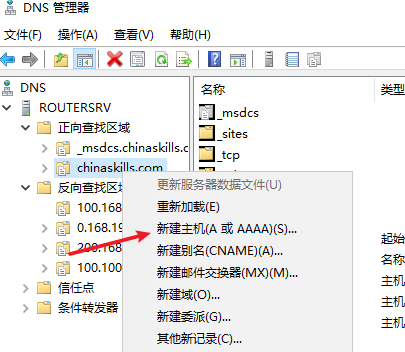 DNS 管理器
文件(F) 操作(A) 查看(V) 帮助(H)
DNS
ROUTERSRV
正向查找区域
_msdcs.chinaskills.c
chinaskills.com
反向查找区域
100.168
0.168.19
200.168
100.100
信任点
条件转发器
名称
类型
_msdcs
_sites
_tcp
更新服务器数据文件(U)
重新加载(E)
新建主机(A 或 AAAA)(S)...
新建别名(CNAME)(A)...
新建邮件交换器(MX)(M)...
新建域(O)...
新建委派(G)...
其他新记录(C)...
起始
名称
主机
主机
主机